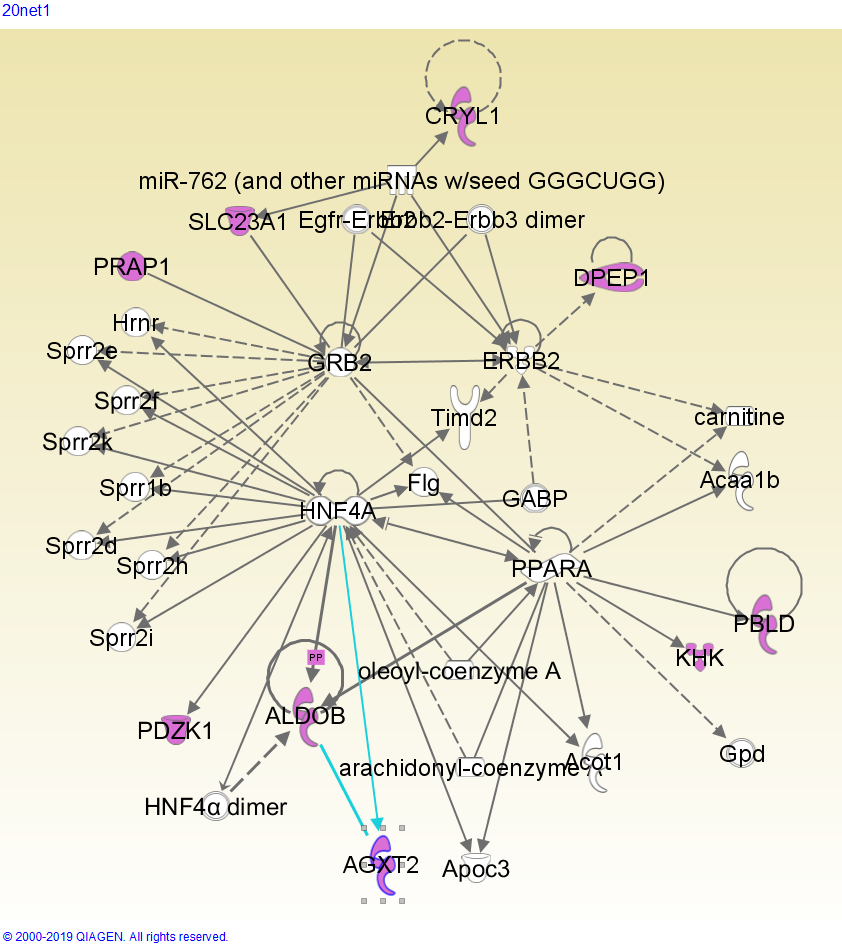 20net1
CRYL1
miR-762 (and other miRNAs w/seed GGGCUGG)
SLC23A1
Egfr-Erbb2
Erbb2-Erbb3 dimer
PRAP1
DPEP1
Hrnr
Sprr2e
GRB2
ERBB2
Sprr2f
Timd2
carnitine
Sprr2k
Sprr1b
Flg
GABP
Acaa1b
HNF4A
Sprr2d
Sprr2h
PPARA
Sprr2i
PBLD
PP
KHK
oleoyl-coenzyme A
PDZK1
ALDOB
Gpd
arachidonyl-coenzyme
Acot1
HNF4α dimer
AGXT2
Apoc3
© 2000-2019 QIAGEN. All rights reserved.